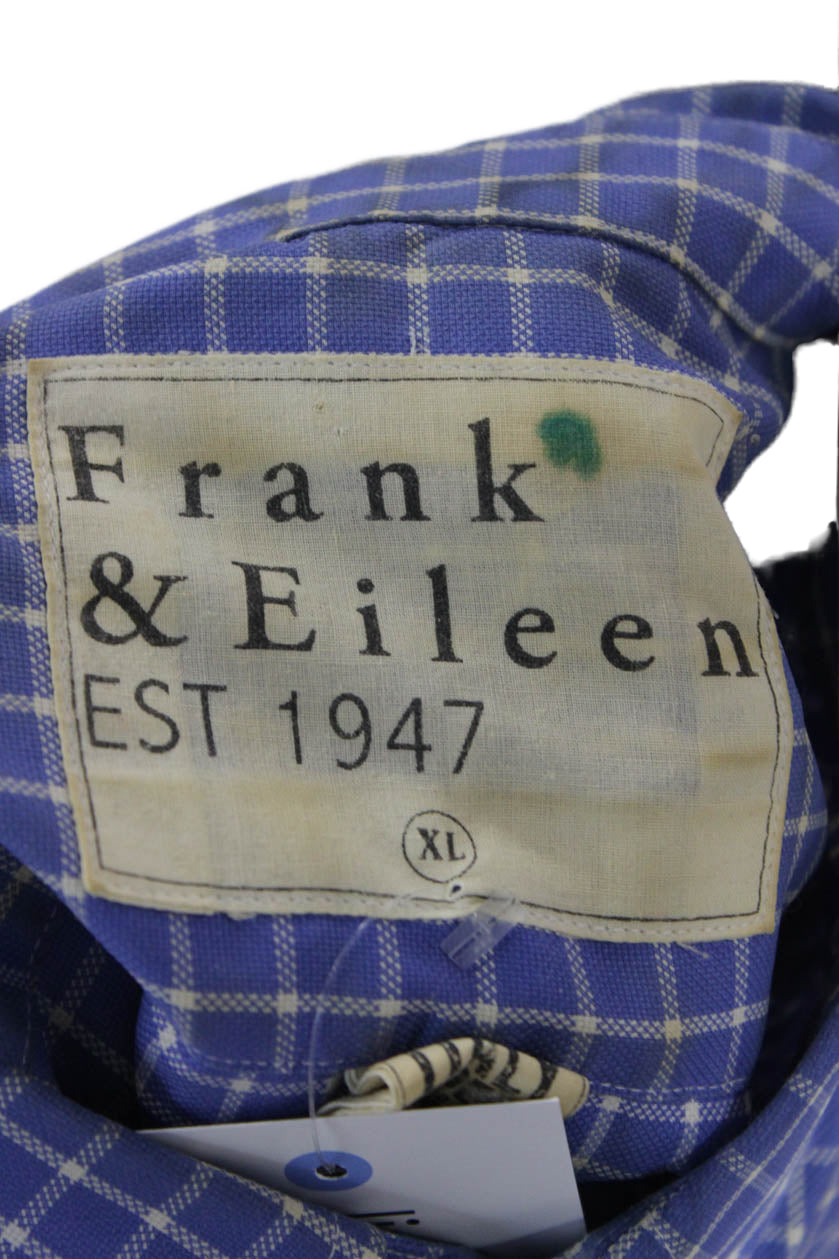 Frank
& Eileen
EST 1947
XL